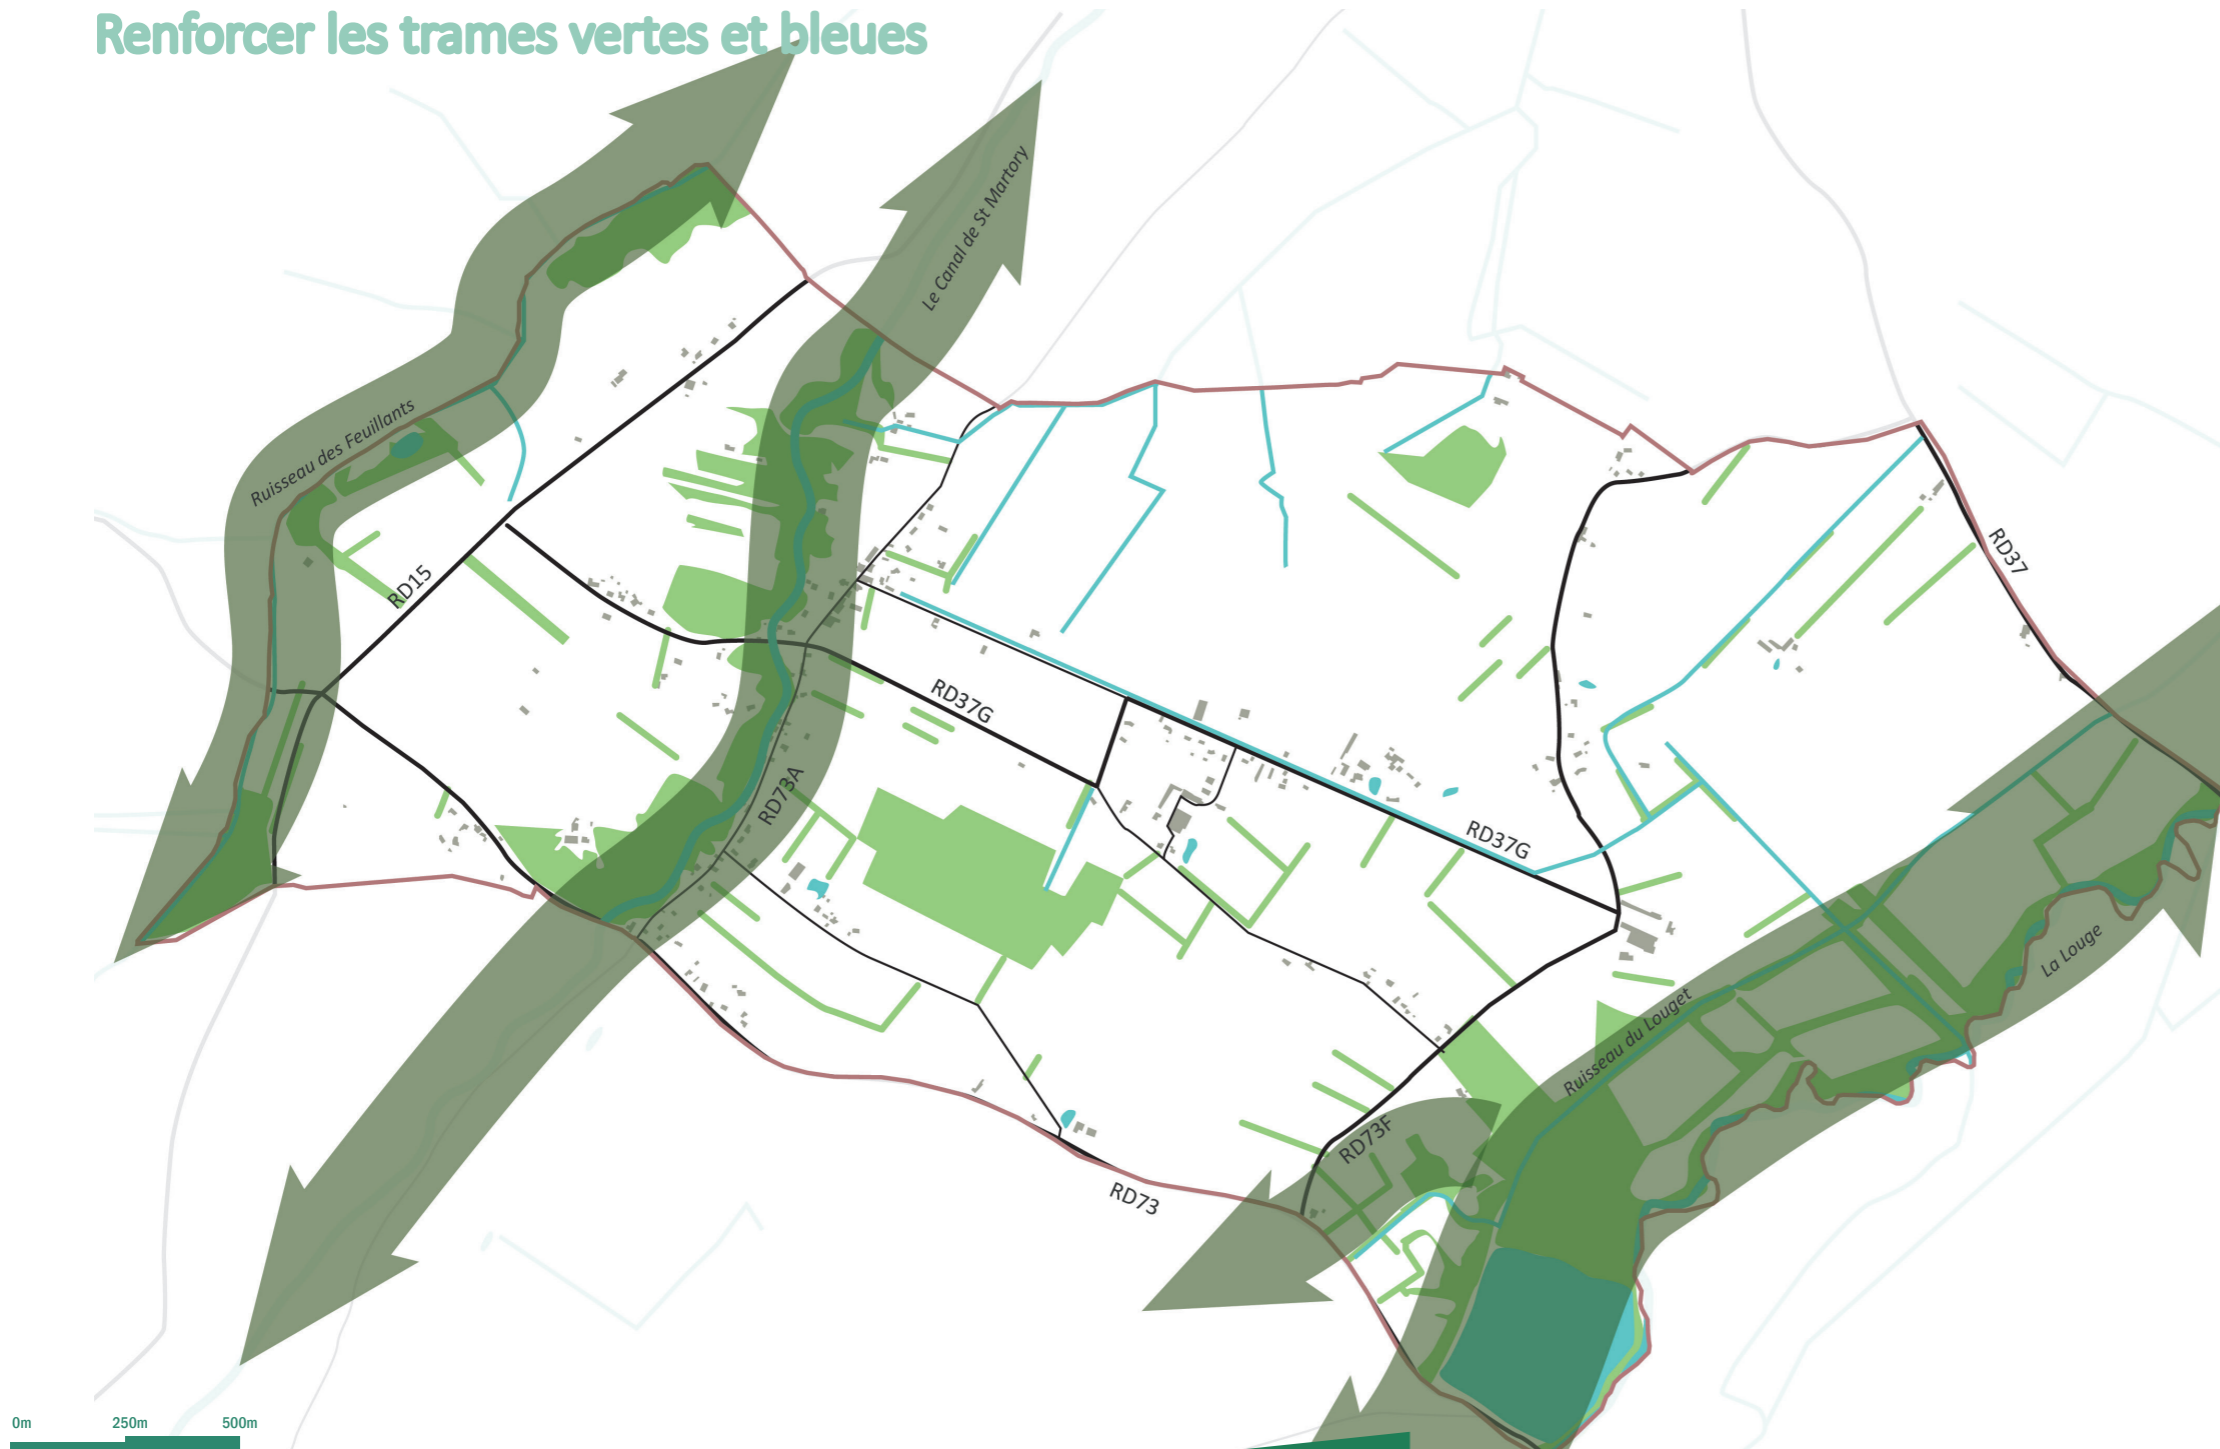 Renforcer les trames vertes et bleues
Le Canal de St Martory
Ruisseau des Feuillants
RD15
RD37
RD37G
RD73A
RD37G
La Louge
Ruisseau du Louget
RD73F
RD73
0m 250m 500m